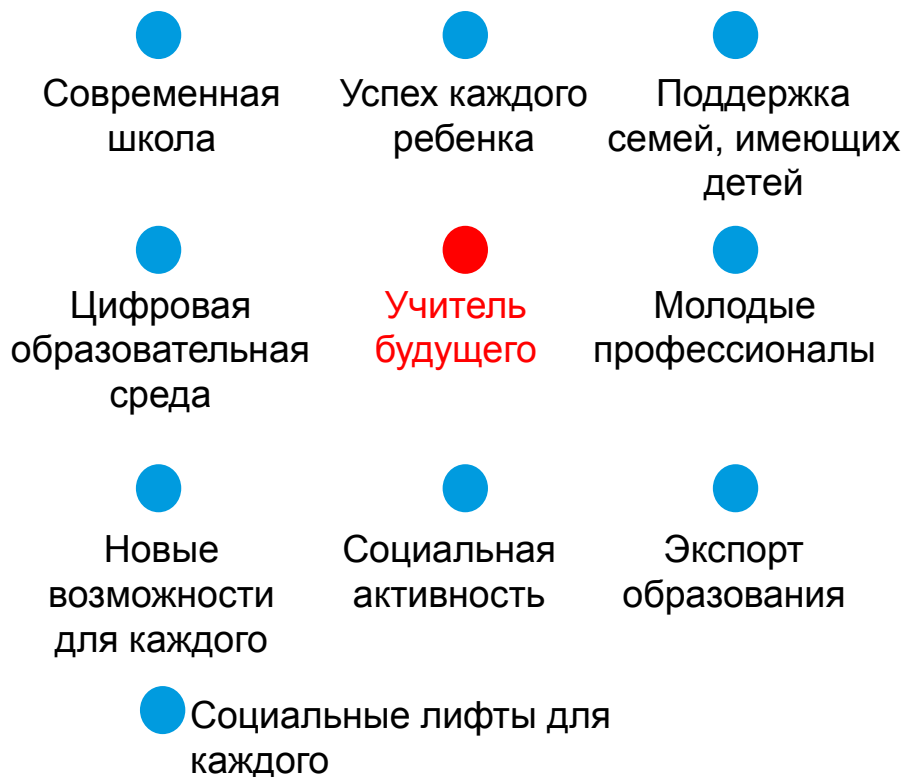 Современная
школа
Успех каждого
ребенка
Поддержка
семей, имеющих
детей
Цифровая
образовательная
среда
Учитель
будущего
Молодые
профессионалы
Новые
возможности
для каждого
Социальная
активность
Экспорт
образования
Социальные лифты для
каждого